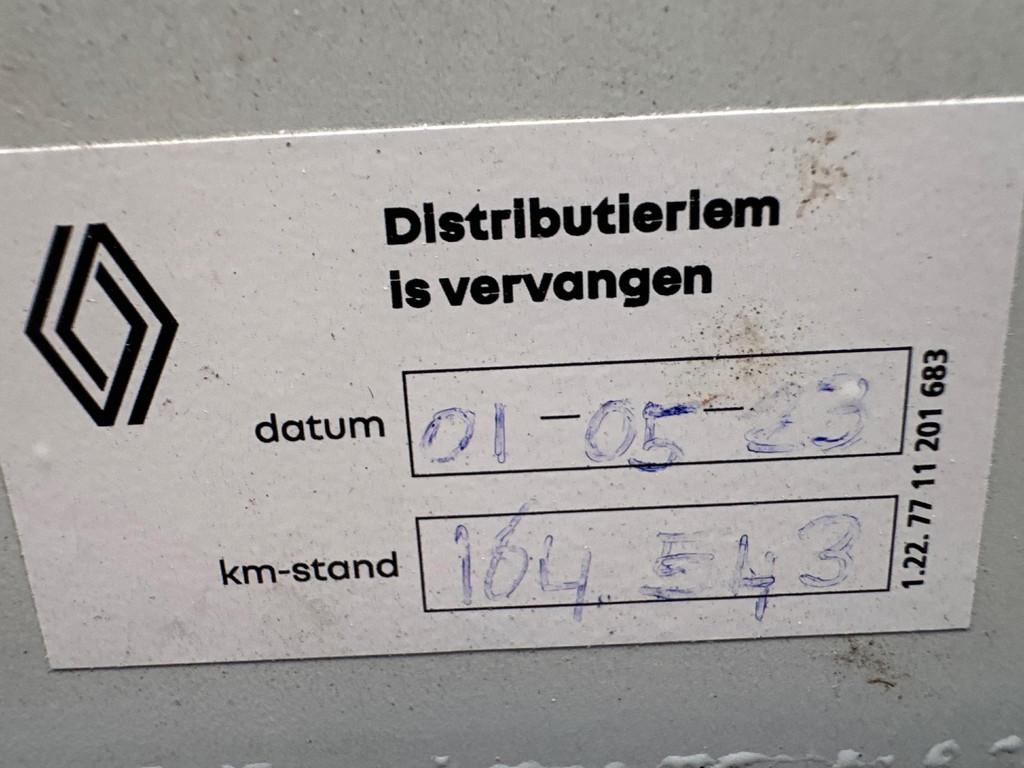 Distributieriem
is vervangen
datum 01-05-23
km-stand 164.543
1.22. 77 11 201 683